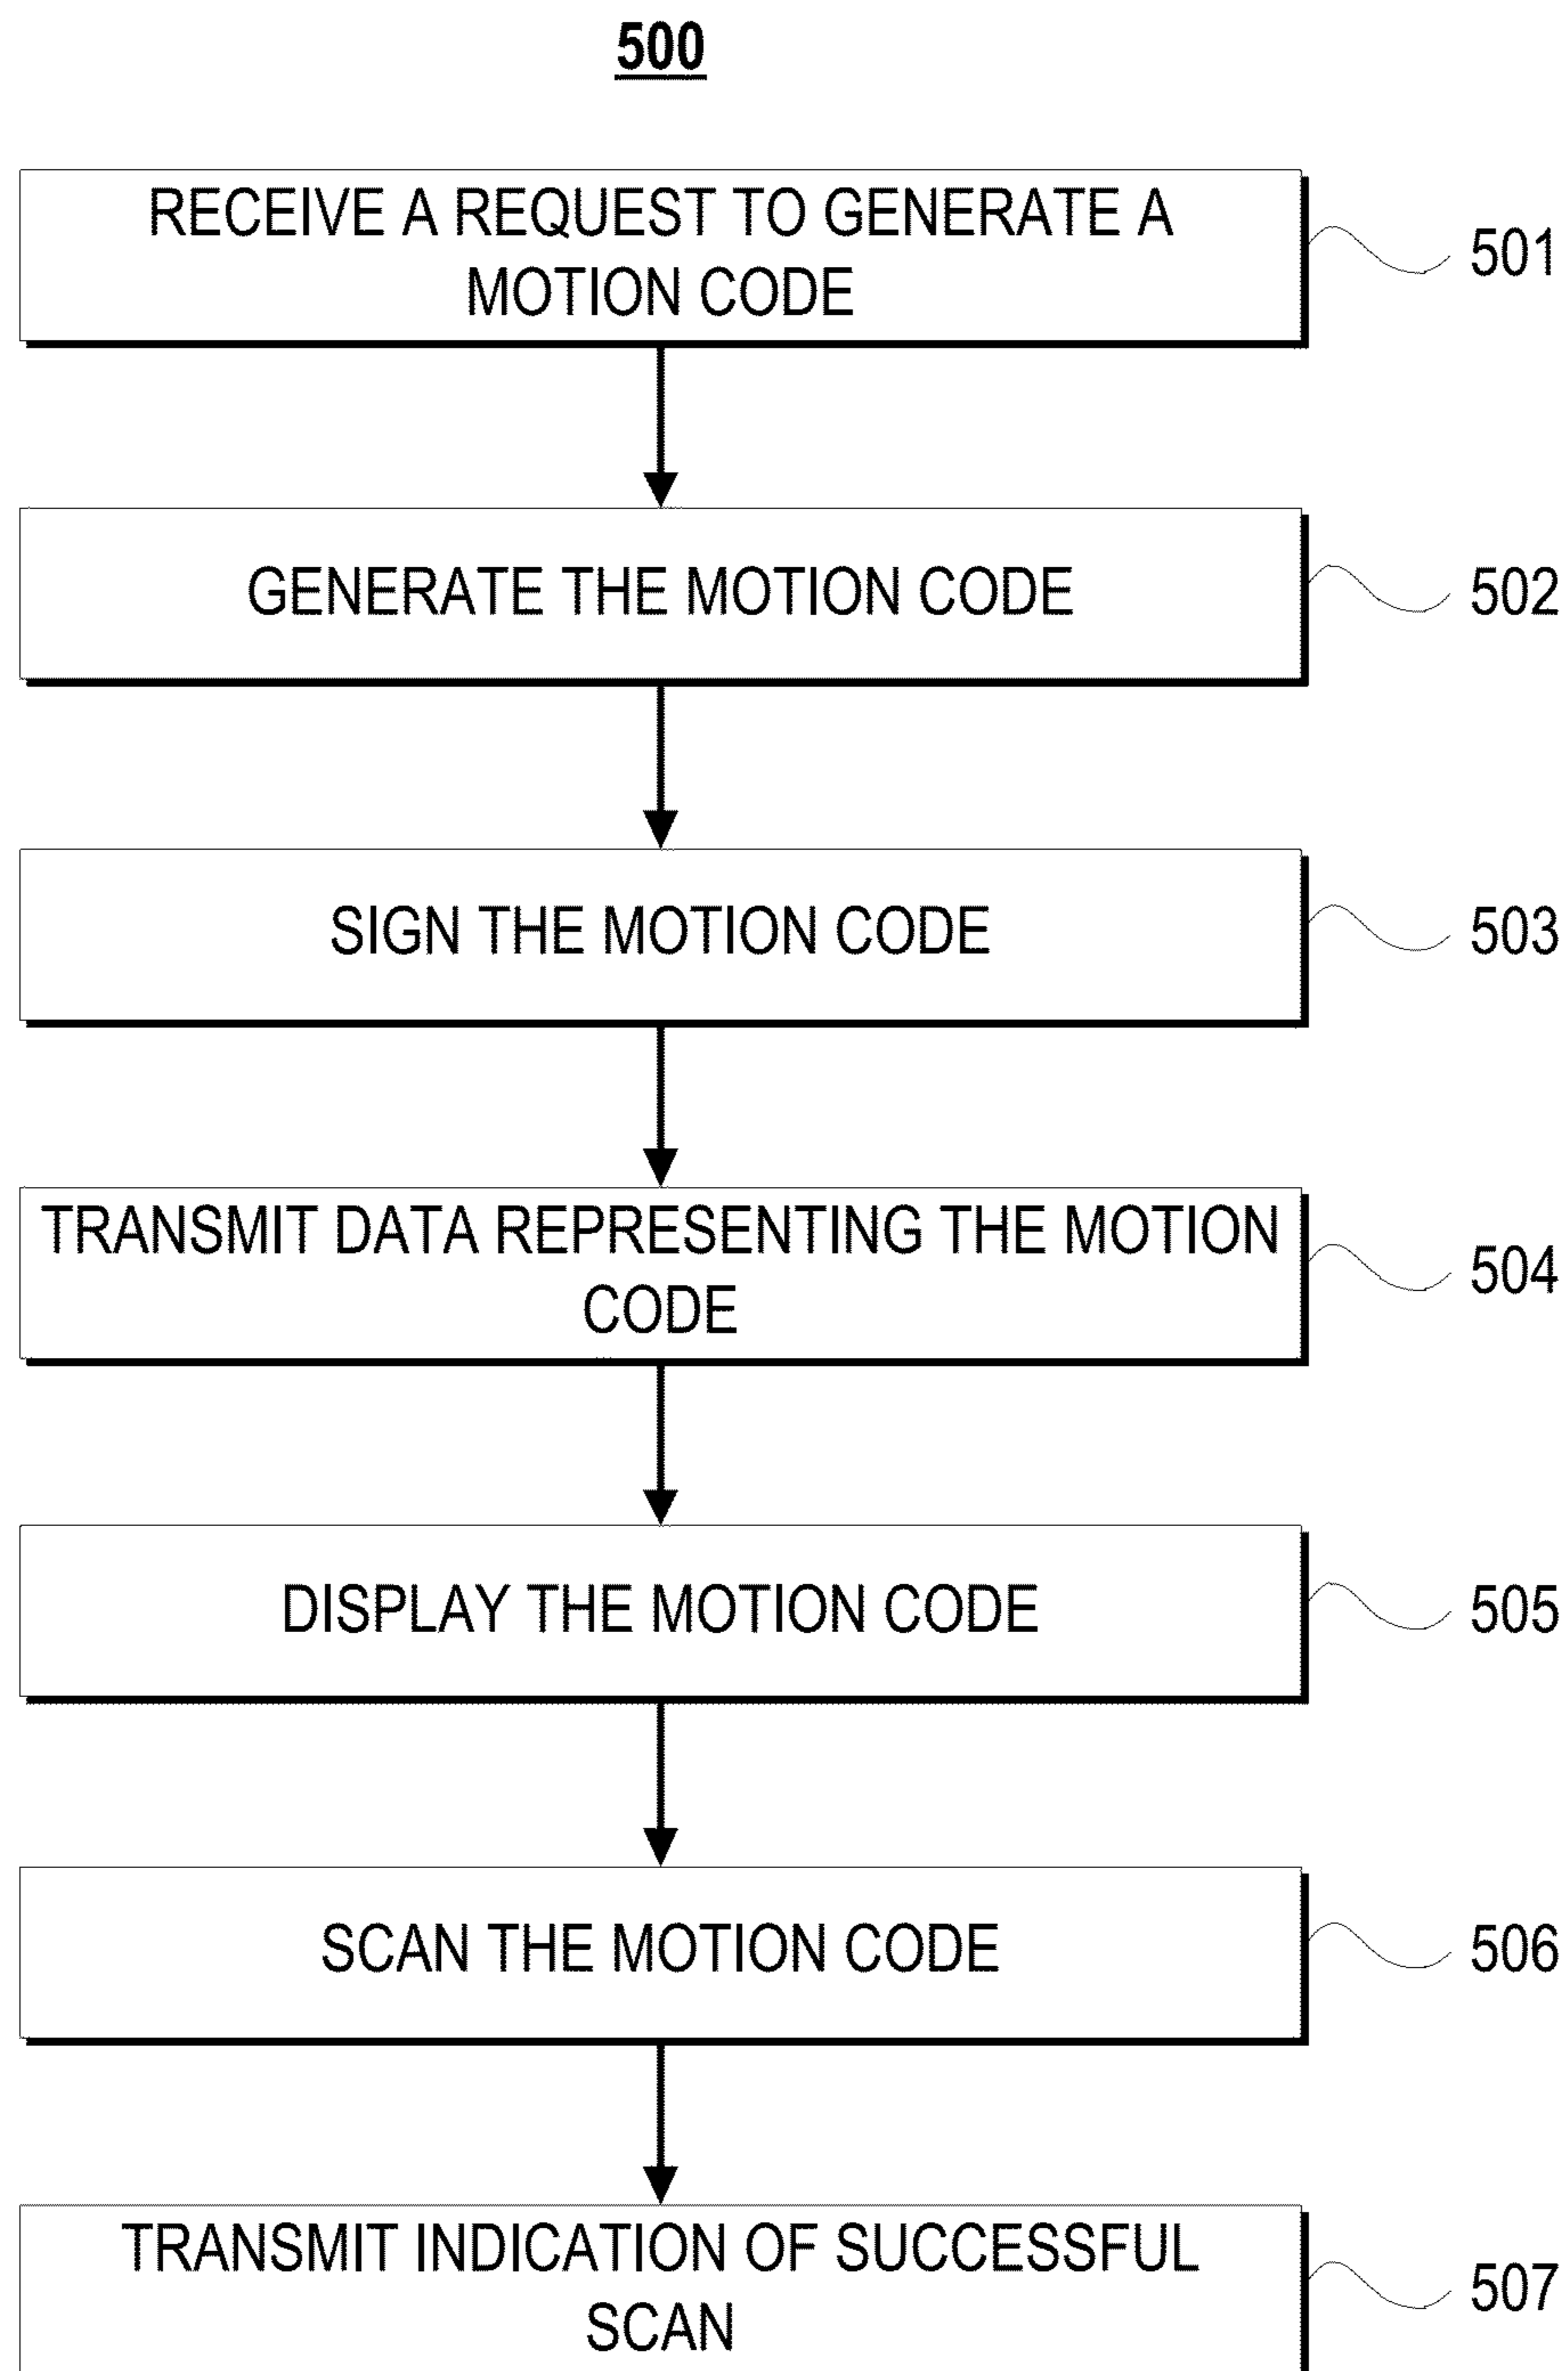 500
RECEIVE A REQUEST TO GENERATE A
MOTION CODE
501
GENERATE THE MOTION CODE
502
SIGN THE MOTION CODE
503
TRANSMIT DATA REPRESENTING THE MOTION
CODE
504
DISPLAY THE MOTION CODE
505
SCAN THE MOTION CODE
506
TRANSMIT INDICATION OF SUCCESSFUL
SCAN
507